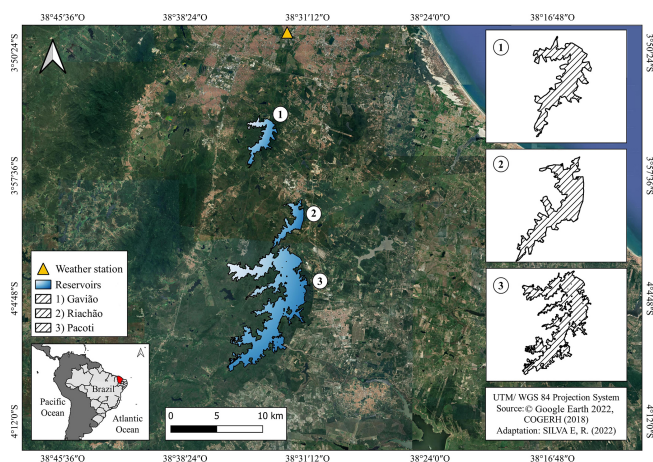 38°45'36"S 38°38'24"S 38°31'12"S 38°24'0"S 38°16'48"S
3°50'24"S
3°57'36"S
4°4'48"S
4°12'0"S
3°50'24"S
3°57'36"S
4°4'48"S
4°12'0"S
1
2
3
1
2
3
Weather station
Reservoirs
1) Gavião
2) Riachão
3) Pacoti
Brazil
Pacific
Ocean
Atlantic
Ocean
0 5 10 km
UTM/ WGS 84 Projection System
Source: © Google Earth 2022,
COGERH (2018)
Adaptation: SILVA E, R. (2022)
38°45'36"S 38°38'24"S 38°31'12"S 38°24'0"S 38°16'48"S